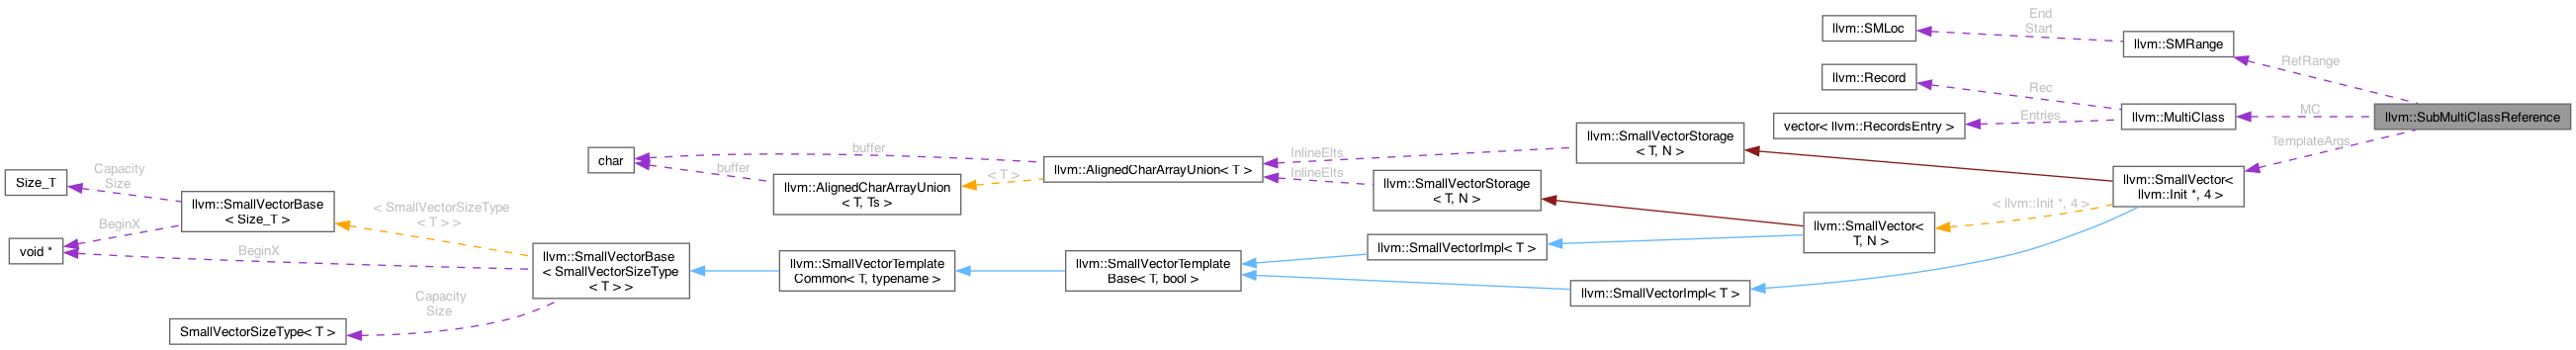 End
Start
llvm::SMLoc
llvm::SMRange
RefRange
llvm::Record
Rec
Entries
vector< llvm::RecordsEntry >
llvm::MultiClass
MC
llvm::SubMultiClassReference
TemplateArgs
llvm::SmallVectorStorage
< T, N >
InlineElts
InlineElts
buffer
char
buffer
llvm::AlignedCharArrayUnion< T >
< T >
llvm::AlignedCharArrayUnion
< T, Ts >
llvm::SmallVectorStorage
< T, N >
llvm::SmallVector<
llvm::Init *, 4 >
< llvm::Init *, 4 >
llvm::SmallVector<
T, N >
Capacity
Size
Size_T
llvm::SmallVectorBase
< Size_T >
BeginX
void *
BeginX
< SmallVectorSizeType
< T > >
llvm::SmallVectorBase
< SmallVectorSizeType
< T > >
llvm::SmallVectorTemplate
Common< T, typename >
llvm::SmallVectorTemplate
Base< T, bool >
llvm::SmallVectorImpl< T >
llvm::SmallVectorImpl< T >
Capacity
Size
SmallVectorSizeType< T >